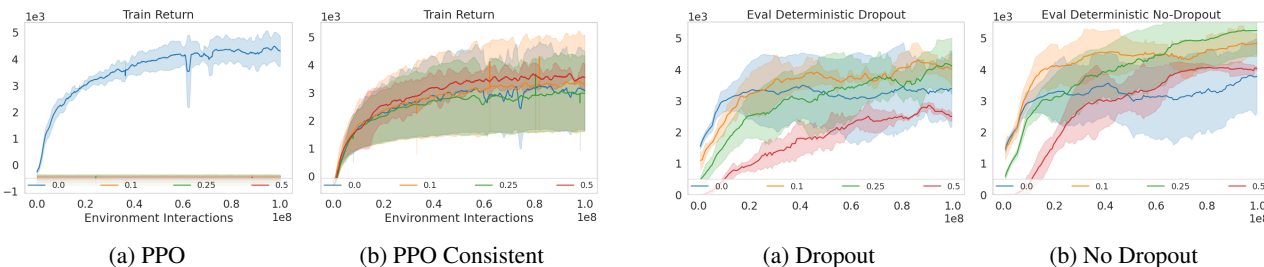 Train Return
1e3
5
4
3
2
1
0
−1
0.0 0.1 0.25 0.5
0.0 0.2 0.4 0.6 0.8 1.0
Environment Interactions 1e8
(a) PPO
Train Return
1e3
5
4
3
2
1
0
0.0 0.1 0.25 0.5
0.0 0.2 0.4 0.6 0.8 1.0
Environment Interactions 1e8
(b) PPO Consistent
Eval Deterministic Dropout
1e3
5
4
3
2
1
0
0.0 0.1 0.25 0.5
0.0 0.2 0.4 0.6 0.8 1.0
1e8
(a) Dropout
Eval Deterministic No-Dropout
1e3
5
4
3
2
1
0
0.0 0.1 0.25 0.5
0.0 0.2 0.4 0.6 0.8 1.0
1e8
(b) No Dropout